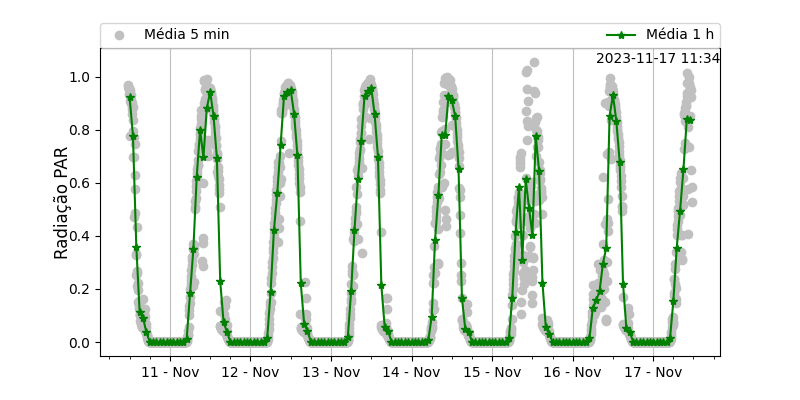 Média 5 min
Média 1 h
2023-11-17 11:34
Radiação PAR
1.0
0.8
0.6
0.4
0.2
0.0
11 - Nov
12 - Nov
13 - Nov
14 - Nov
15 - Nov
16 - Nov
17 - Nov